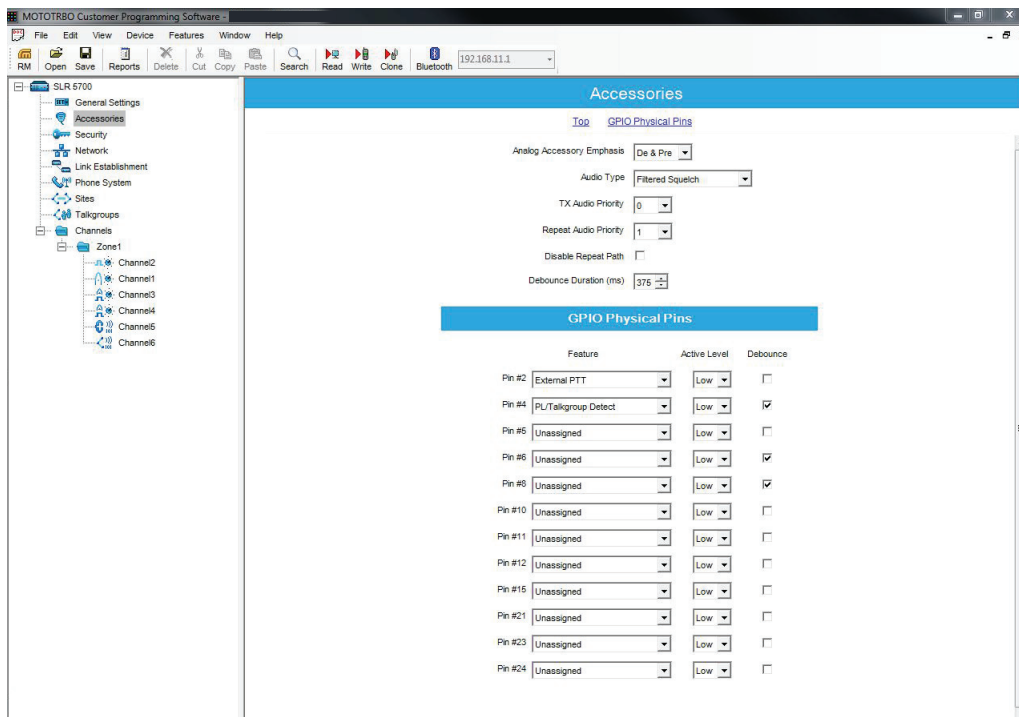 MOTOTRBO Customer Programming Software -
File Edit View Device Features Window Help
RM Open Save Reports Delete Cut Copy Paste Search Read Write Clone Bluetooth 192.168.11.1
SLR 5700
General Settings
Accessories
Security
Network
Link Establishment
Phone System
Sites
Talkgroups
Channels
Zone1
Channel2
Channel1
Channel3
Channel4
Channel5
Channel6
Accessories
Top GPIO Physical Pins
Analog Accessory Emphasis De & Pre
Audio Type Filtered Squelch
TX Audio Priority 0
Repeat Audio Priority 1
Disable Repeat Path
Debounce Duration (ms) 375
GPIO Physical Pins
Feature Active Level Debounce
Pin #2 External PTT Low
Pin #4 PL/Talkgroup Detect Low
Pin #5 Unassigned Low
Pin #6 Unassigned Low
Pin #8 Unassigned Low
Pin #10 Unassigned Low
Pin #11 Unassigned Low
Pin #12 Unassigned Low
Pin #15 Unassigned Low
Pin #21 Unassigned Low
Pin #23 Unassigned Low
Pin #24 Unassigned Low